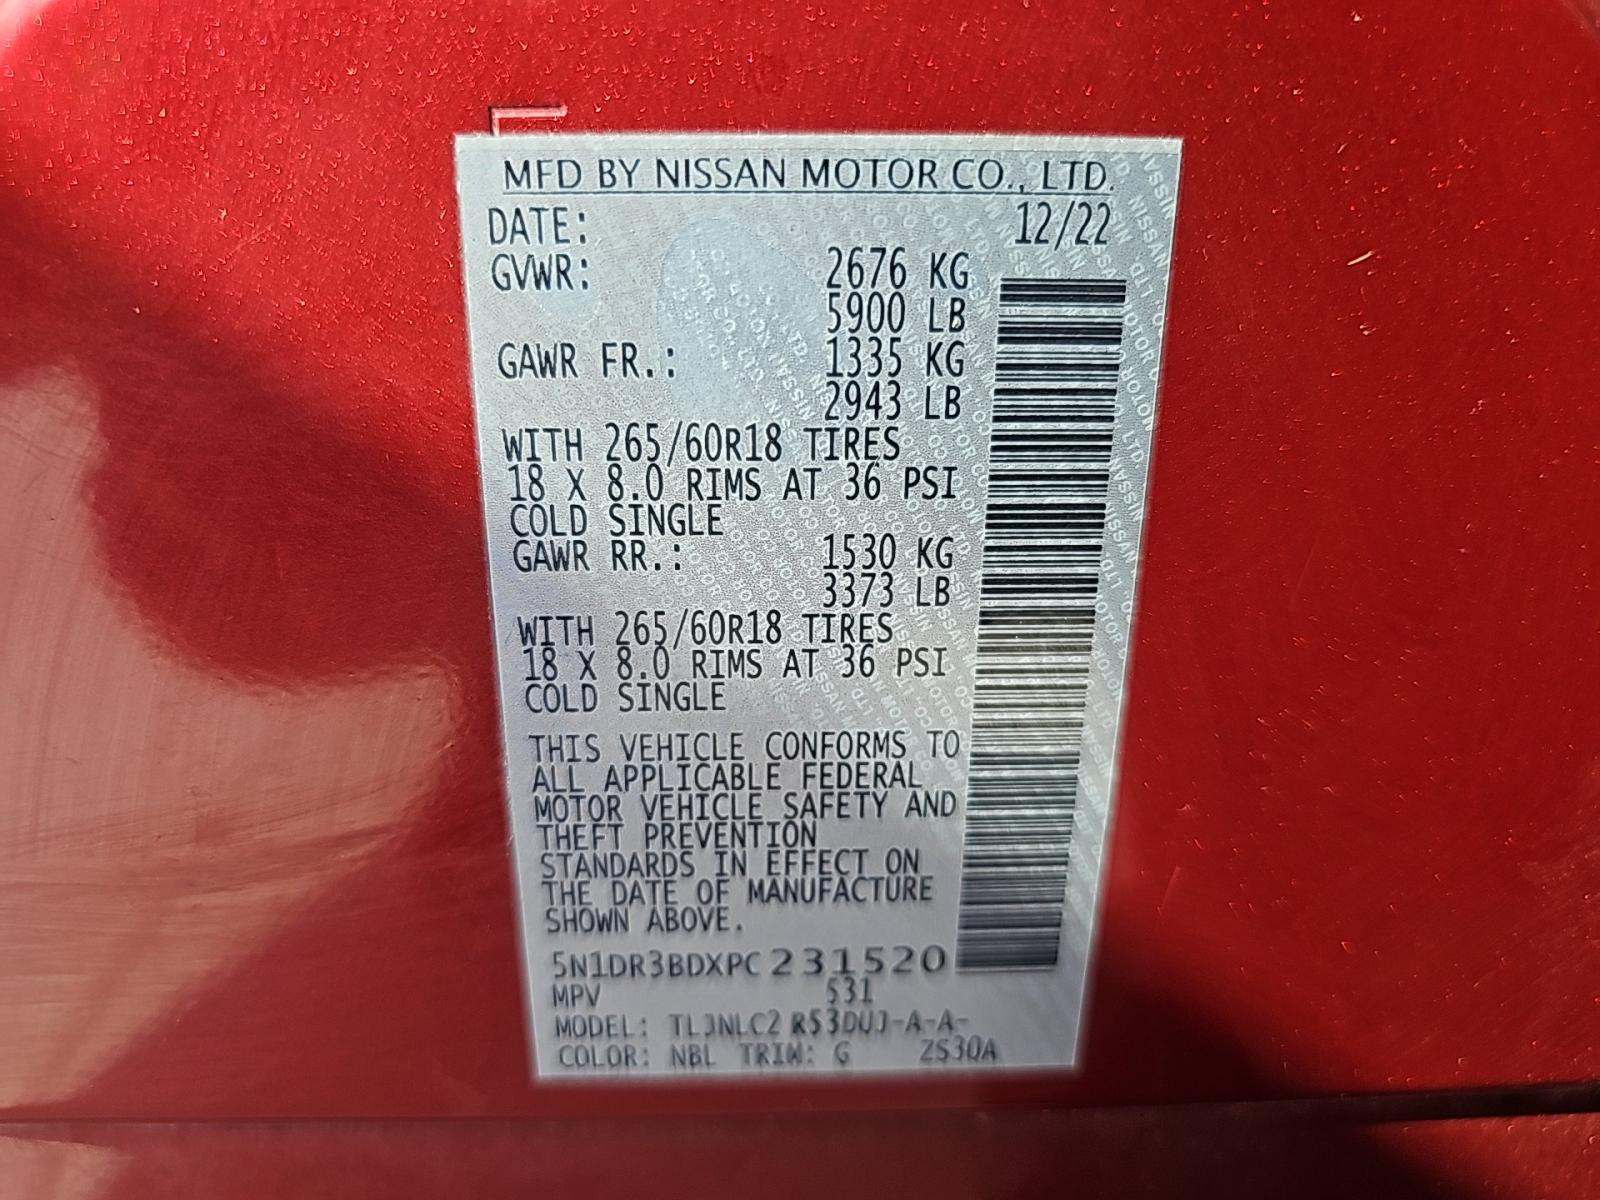 MFD BY NISSAN MOTOR CO., LTD.
DATE: 12/22
GVWR: 2676 KG
5900 LB
GAWR FR.: 1335 KG
2943 LB
WITH 265/60R18 TIRES
18 X 8.0 RIMS AT 36 PSI
COLD SINGLE
GAWR RR.: 1530 KG
3373 LB
WITH 265/60R18 TIRES
18 X 8.0 RIMS AT 36 PSI
COLD SINGLE
THIS VEHICLE CONFORMS TO
ALL APPLICABLE FEDERAL
MOTOR VEHICLE SAFETY AND
THEFT PREVENTION
STANDARDS IN EFFECT ON
THE DATE OF MANUFACTURE
SHOWN ABOVE.
5N1DR3BDXPC231520
MPV 531
MODEL: TLJNLC2 R53DUJ-A-A-
COLOR: NBL TRIM: G ZS30A